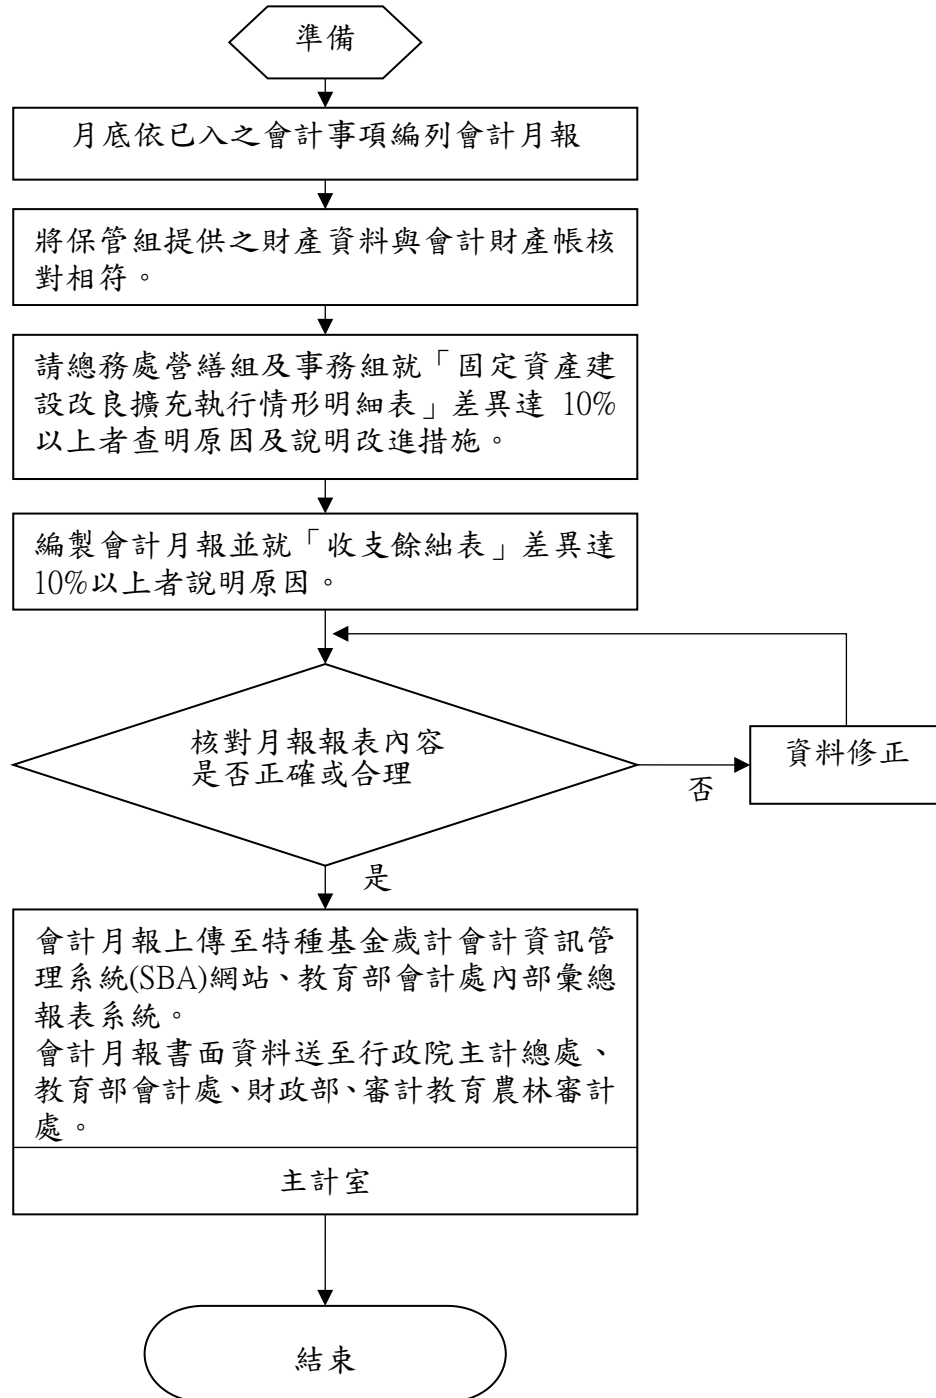 準備
月底依已入之會計事項編列會計月報
將保管組提供之財產資料與會計財產帳核
對相符。
請總務處營繕組及事務組就「固定資產建
設改良擴充執行情形明細表」差異達 10%
以上者查明原因及說明改進措施。
編製會計月報並就「收支餘絀表」差異達
10%以上者說明原因。
核對月報報表內容
是否正確或合理
資料修正
否
是
會計月報上傳至特種基金歲計會計資訊管
理系統(SBA)網站、教育部會計處內部彙總
報表系統。
會計月報書面資料送至行政院主計總處、
教育部會計處、財政部、審計教育農林審計
處。
主計室
結束